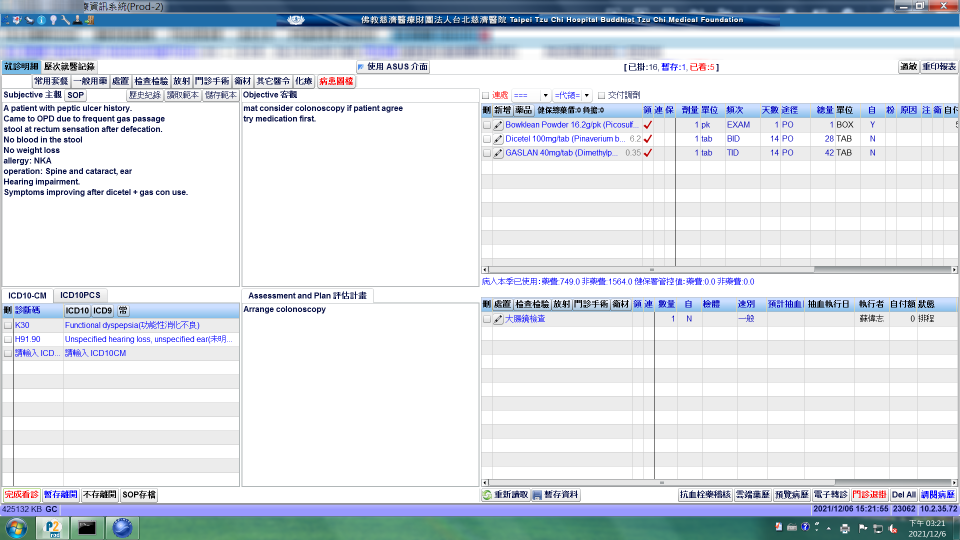 療資訊系統(Prod-2)
佛教慈濟醫療財團法人台北慈濟醫院 Taipei Tzu Chi Hospital Buddhist Tzu Chi Medical Foundation
就診明細 歷次就醫記錄
使用 ASUS 介面
[已掛:16, 暫存:1, 已看:5]
過敏 重印報表
常用套餐 一般用藥 處置 檢查檢驗 放射 門診手術 衛材 其它醫令 化療 病患圖檔
Subjective 主觀 SOP 歷史紀錄 讀取範本 儲存範本
A patient with peptic ulcer history.
Came to OPD due to frequent gas passage
stool at rectum sensation after defecation.
No blood in the stool
No weight loss
allergy: NKA
operation: Spine and cataract, ear
Hearing impairment.
Symptoms improving after dicetel + gas con use.
Objective 客觀
mat consider colonoscopy if patient agree
try medication first.
連處 === =代碼= 交付調劑
刪 新增 藥品 健保總藥價:0 待搶:0 領 連 保 劑量 單位 頻次 天數 途徑 總量 單位 自 粉 原因 注 衛 自付
Bowklean Powder 16.2g/pk (Picosulf... 1 pk EXAM 1 PO 1 BOX Y 5
Dicetel 100mg/tab (Pinaverium b... 6.2 1 tab BID 14 PO 28 TAB N
GASLAN 40mg/tab (Dimethylp... 0.35 1 tab TID 14 PO 42 TAB N
病人本季已使用:藥費:749.0 非藥費:1564.0 健保署管控值:藥費:0.0 非藥費:0.0
ICD10-CM ICD10PCS
刪 診斷碼 ICD10 ICD9 常
K30 Functional dyspepsia(功能性消化不良)
H91.90 Unspecified hearing loss, unspecified ear(未明...
請輸入 ICD... 請輸入 ICD10CM
Assessment and Plan 評估計畫
Arrange colonoscopy
刪 處置 檢查檢驗 放射 門診手術 衛材 領 連 數量 自 檢體 速別 預計抽血 抽血執行日 執行者 自付額 狀態
大腸鏡檢查 1 N 一般 蘇偉志 0 排程
完成看診 暫存離開 不存離開 SOP存檔
重新讀取 暫存資料
抗血栓藥稽核 雲端藥歷 預覽病歷 電子轉診 門診退掛 Del All 調閱病歷
425132 KB GC
2021/12/06 15:21:55 23062 10.2.35.72
下午 03:21
2021/12/6